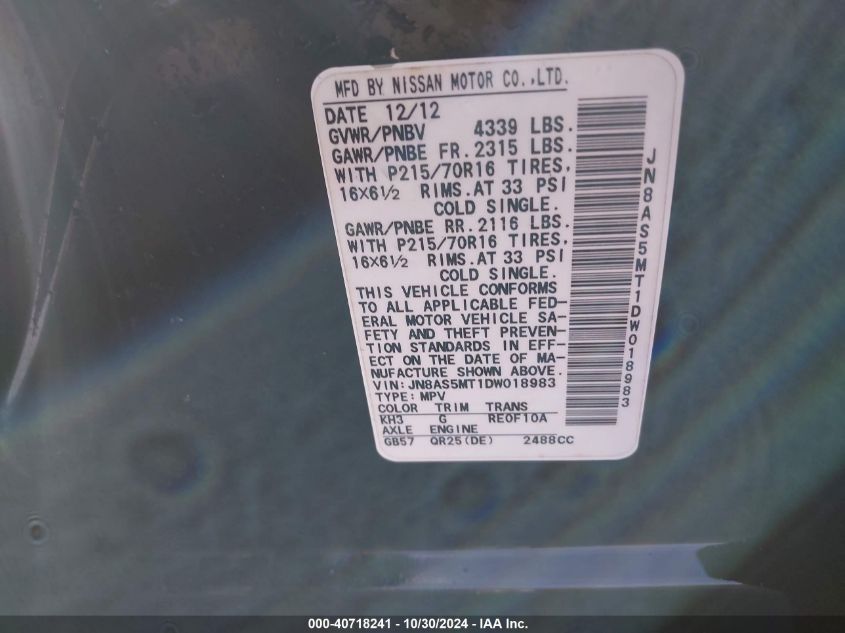 MFD BY NISSAN MOTOR CO.,LTD.
DATE 12/12
GVWR/PNBV 4339 LBS.
GAWR/PNBE FR.2315 LBS.
WITH P215/70R16 TIRES,
16X6½ RIMS.AT 33 PSI
COLD SINGLE.
GAWR/PNBE RR.2116 LBS.
WITH P215/70R16 TIRES,
16X6½ RIMS.AT 33 PSI
COLD SINGLE.
THIS VEHICLE CONFORMS
TO ALL APPLICABLE FED-
ERAL MOTOR VEHICLE SA-
FETY AND THEFT PREVEN-
TION STANDARDS IN EFF-
ECT ON THE DATE OF MA-
NUFACTURE SHOWN ABOVE.
VIN:JN8AS5MT1DW018983
TYPE:MPV
COLOR TRIM TRANS
KH3 G RE0F10A
AXLE ENGINE
GB57 QR25(DE) 2488CC
JN8AS5MT1DW018983
000-40718241 - 10/30/2024 - IAA Inc.